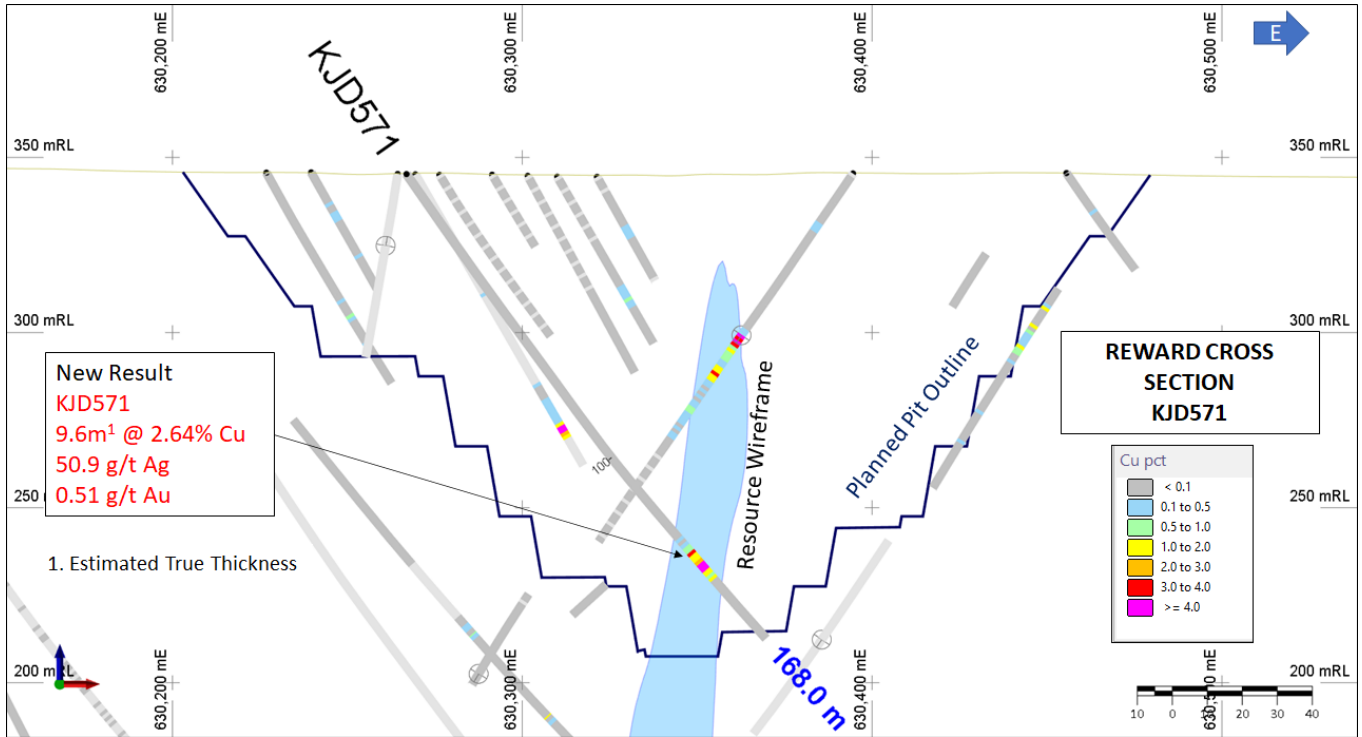 630,200 mE
630,300 mE
630,400 mE
630,500 mE
E
KJD571
350 mRL
350 mRL
300 mRL
300 mRL
New Result
KJD571
9.6m¹ @ 2.64% Cu
50.9 g/t Ag
0.51 g/t Au
1. Estimated True Thickness
100-
Resource Wireframe
Planned Pit Outline
REWARD CROSS
SECTION
KJD571
Cu pct
< 0.1
0.1 to 0.5
0.5 to 1.0
1.0 to 2.0
2.0 to 3.0
3.0 to 4.0
>= 4.0
250
250 mRL
200 mRL
200 mRL
168.0 m
630,200 mE
630,300 mE
630,400 mE
630,500 mE
10 0 10 20 30 40